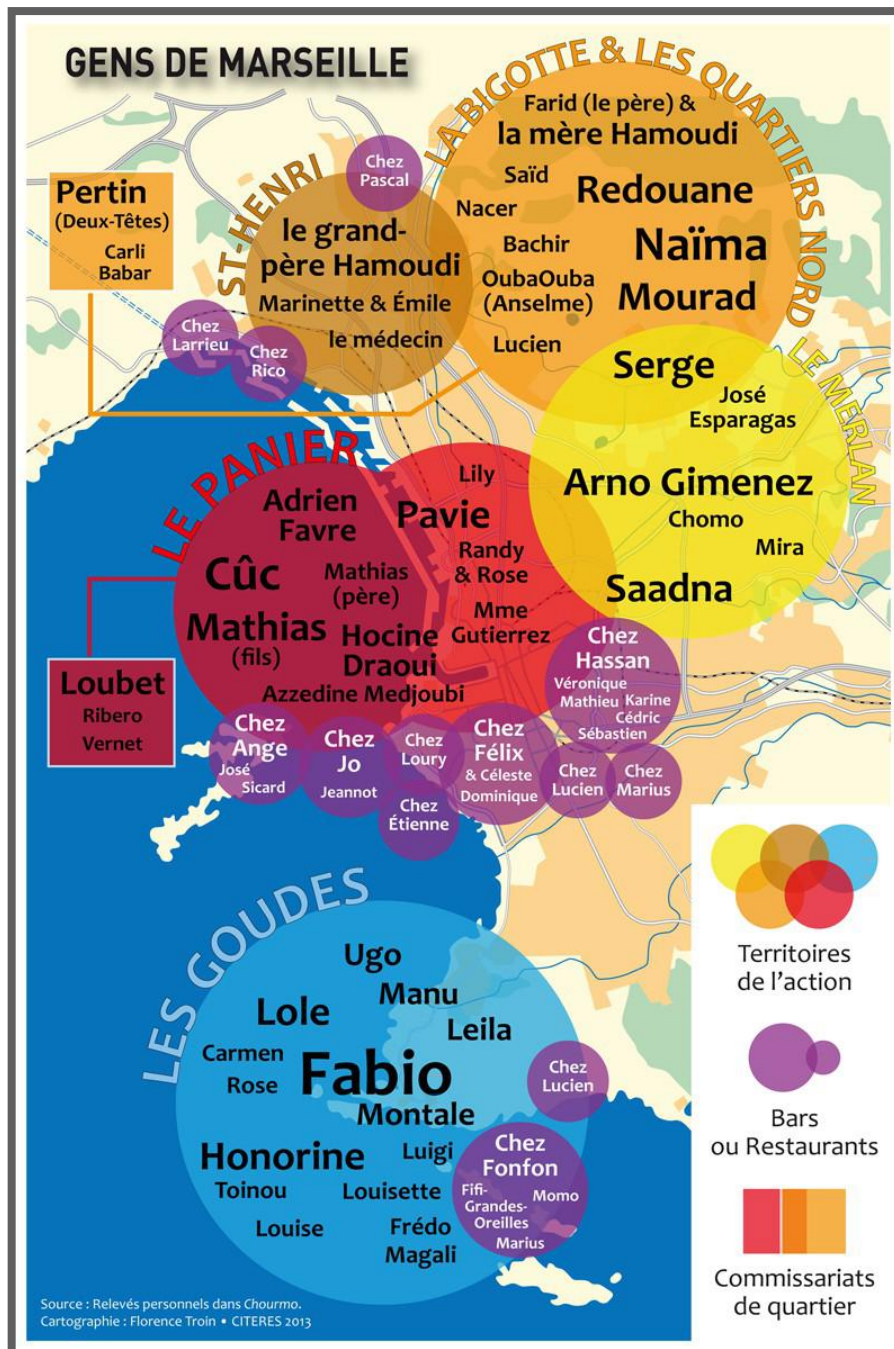 GENS DE MARSEILLE
LA BIGOTTE & LES QUARTIERS NORD
Farid (le père) &
la mère Hamoudi
Saïd
Redouane
Nacer
Naïma
Bachir
OubaOuba
(Anselme)
Mourad
Lucien
ST-HENRI
Chez
Pascal
le grand-
père Hamoudi
Marinette & Émile
le médecin
Pertin
(Deux-Têtes)
Carli
Babar
Chez
Larrieu
Chez
Rico
LE MERLAN
Serge
José
Esparagas
Arno Gimenez
Chomo
Mira
Saadna
LE PANIER
Adrien
Favre
Lily
Pavie
Cûc
Mathias
(père)
Randy
& Rose
Mathias
(fils)
Mme
Gutierrez
Hocine
Draoui
Azzedine Medjoubi
Loubet
Ribero
Vernet
Chez
Hassan
Véronique
Mathieu
Karine
Cédric
Sébastien
Chez
Ange
José
Sicard
Chez
Jo
Jeannot
Chez
Loury
Chez
Étienne
Chez
Félix
& Céleste
Dominique
Chez
Lucien
Chez
Marius
LES GOUDES
Ugo
Manu
Lole
Leila
Carmen
Rose
Fabio
Montale
Chez
Lucien
Honorine
Luigi
Toinou
Louisette
Louise
Frédo
Magali
Chez
Fonfon
Fifi-
Grandes-
Oreilles
Momo
Marius
Territoires
de l'action
Bars
ou Restaurants
Commissariats
de quartier
Source : Relevés personnels dans Chourmo.
Cartographie : Florence Troin • CITERES 2013